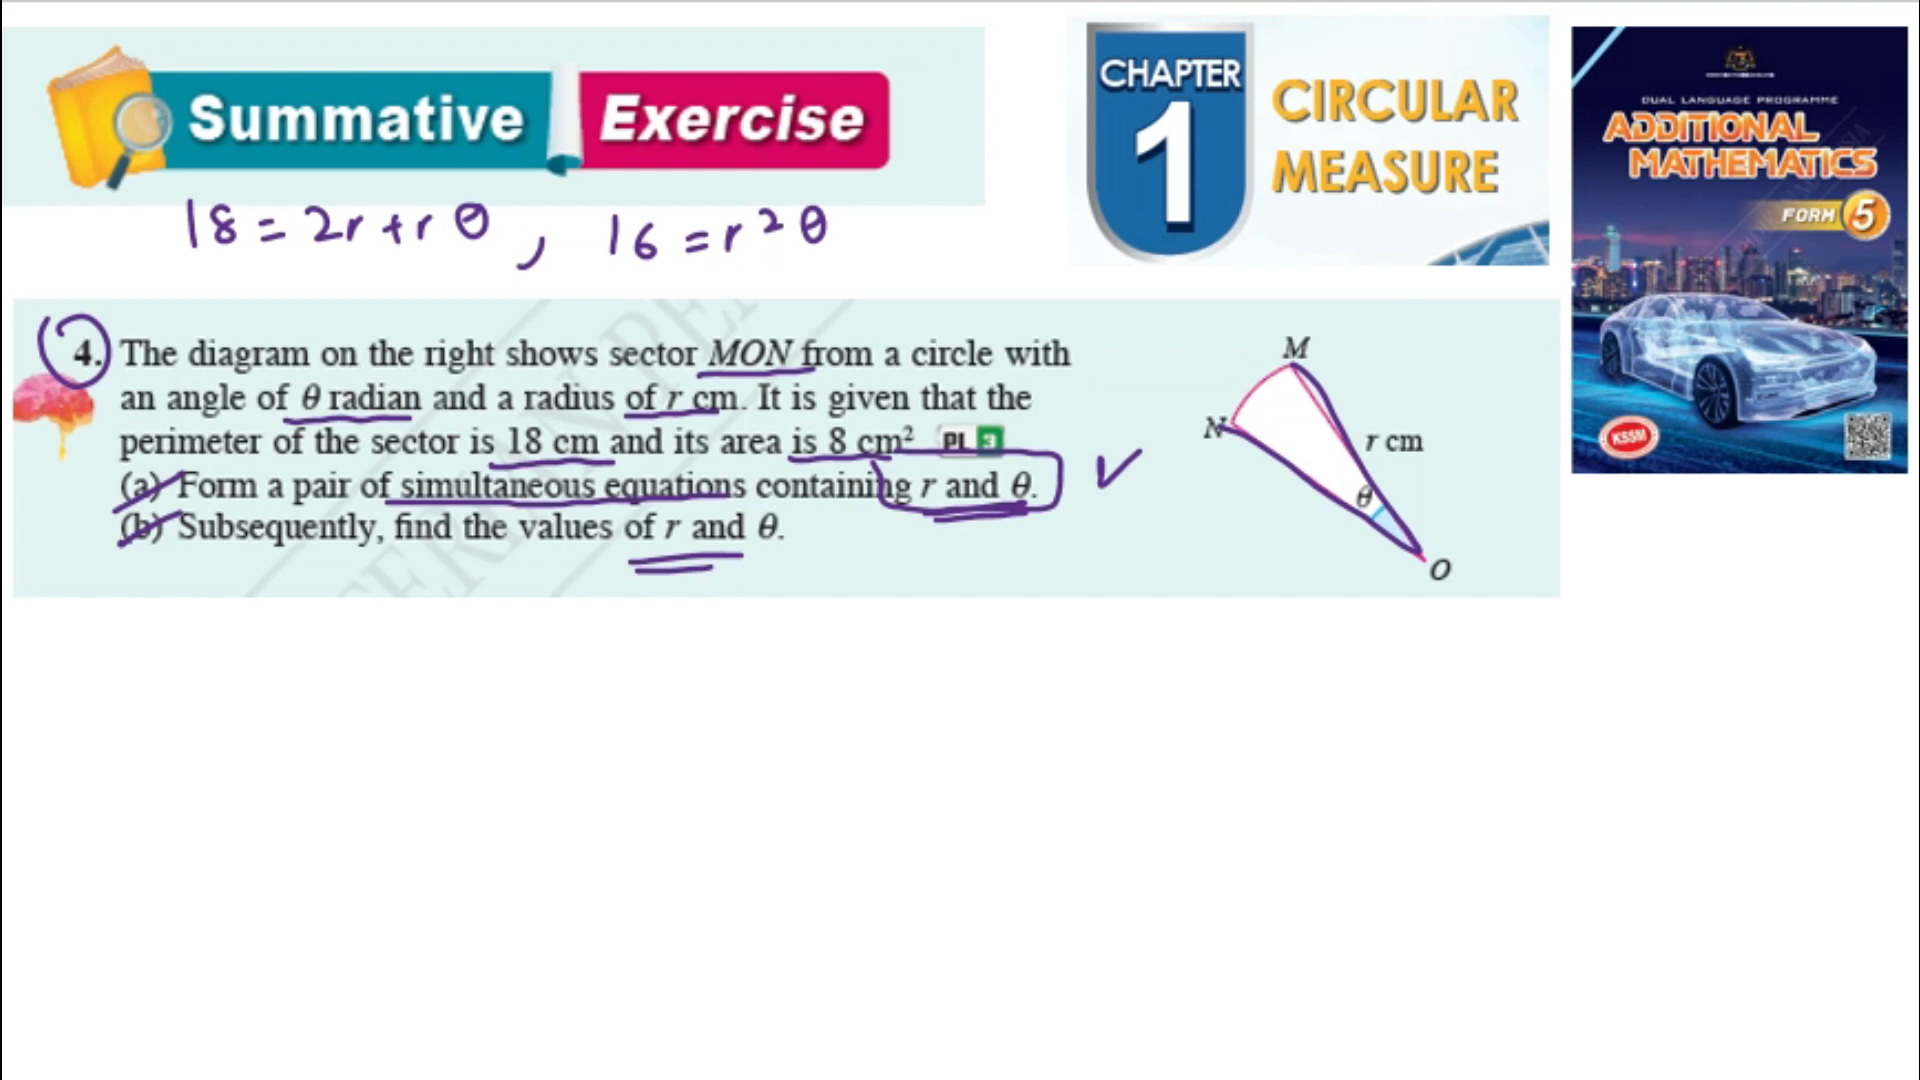 Summative Exercise
CHAPTER
1
CIRCULAR
MEASURE
DUAL LANGUAGE PROGRAMME
ADDITIONAL
MATHEMATICS
FORM 5
KSSM
18 = 2r + rθ , 16 = r²θ
4. The diagram on the right shows sector MON from a circle with
an angle of θ radian and a radius of r cm. It is given that the
perimeter of the sector is 18 cm and its area is 8 cm² PL 3
(a) Form a pair of simultaneous equations containing r and θ.
(b) Subsequently, find the values of r and θ.
M
N
r cm
θ
O